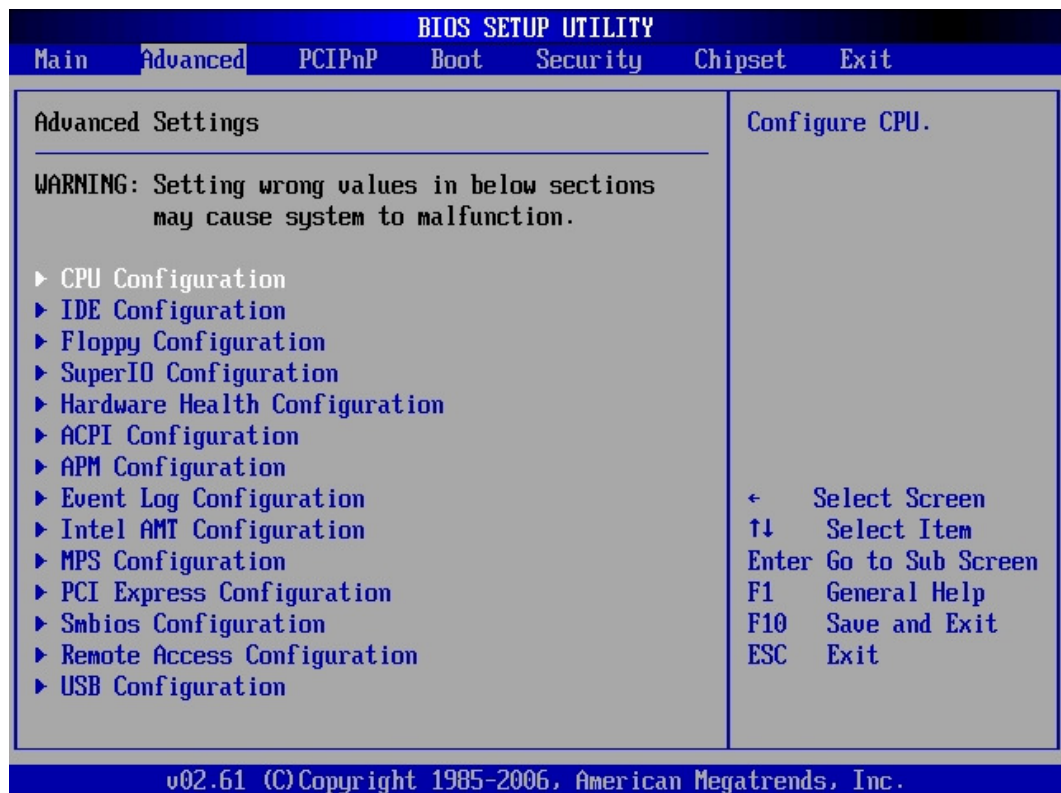 BIOS SETUP UTILITY
Main Advanced PCIPnP Boot Security Chipset Exit
Advanced Settings
WARNING: Setting wrong values in below sections
may cause system to malfunction.
▶ CPU Configuration
▶ IDE Configuration
▶ Floppy Configuration
▶ SuperIO Configuration
▶ Hardware Health Configuration
▶ ACPI Configuration
▶ APM Configuration
▶ Event Log Configuration
▶ Intel AMT Configuration
▶ MPS Configuration
▶ PCI Express Configuration
▶ Smbios Configuration
▶ Remote Access Configuration
▶ USB Configuration
Configure CPU.
← Select Screen
↑↓ Select Item
Enter Go to Sub Screen
F1 General Help
F10 Save and Exit
ESC Exit
v02.61 (C)Copyright 1985-2006, American Megatrends, Inc.